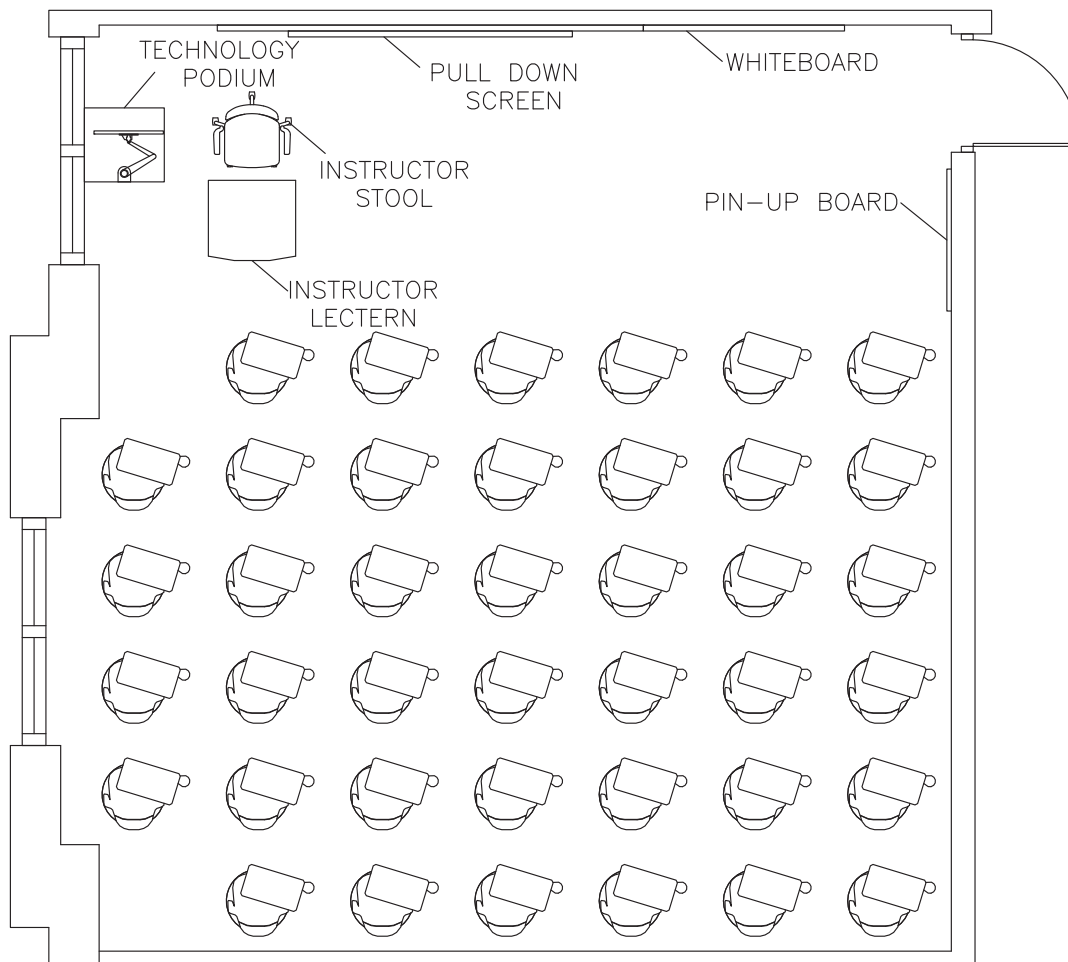 TECHNOLOGY
PODIUM
PULL DOWN
SCREEN
WHITEBOARD
INSTRUCTOR
STOOL
PIN-UP BOARD
INSTRUCTOR
LECTERN